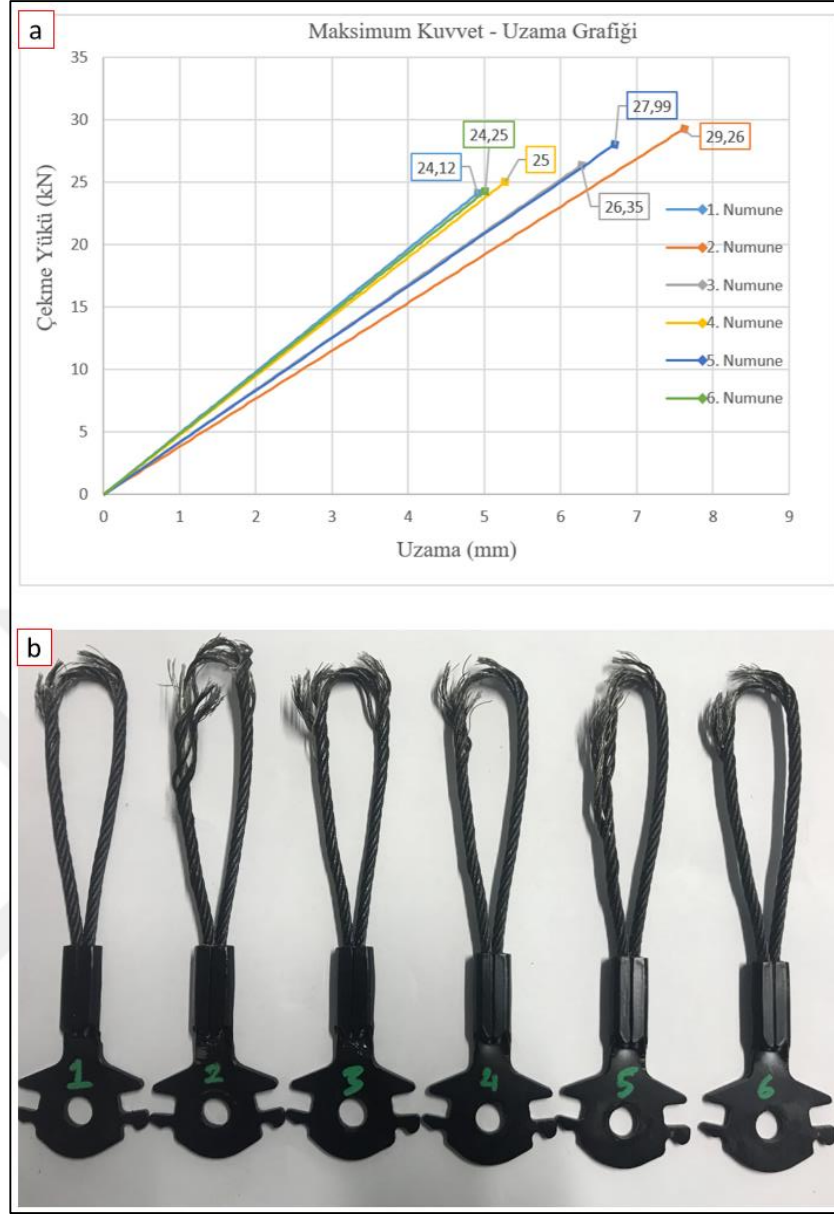 a
Maksimum Kuvvet - Uzama Grafiği
35
30
25
20
15
10
5
0
Çekme Yükü (kN)
24,12
24,25
25
27,99
29,26
26,35
1. Numune
2. Numune
3. Numune
4. Numune
5. Numune
6. Numune
0 1 2 3 4 5 6 7 8 9
Uzama (mm)
b
1 2 3 4 5 6